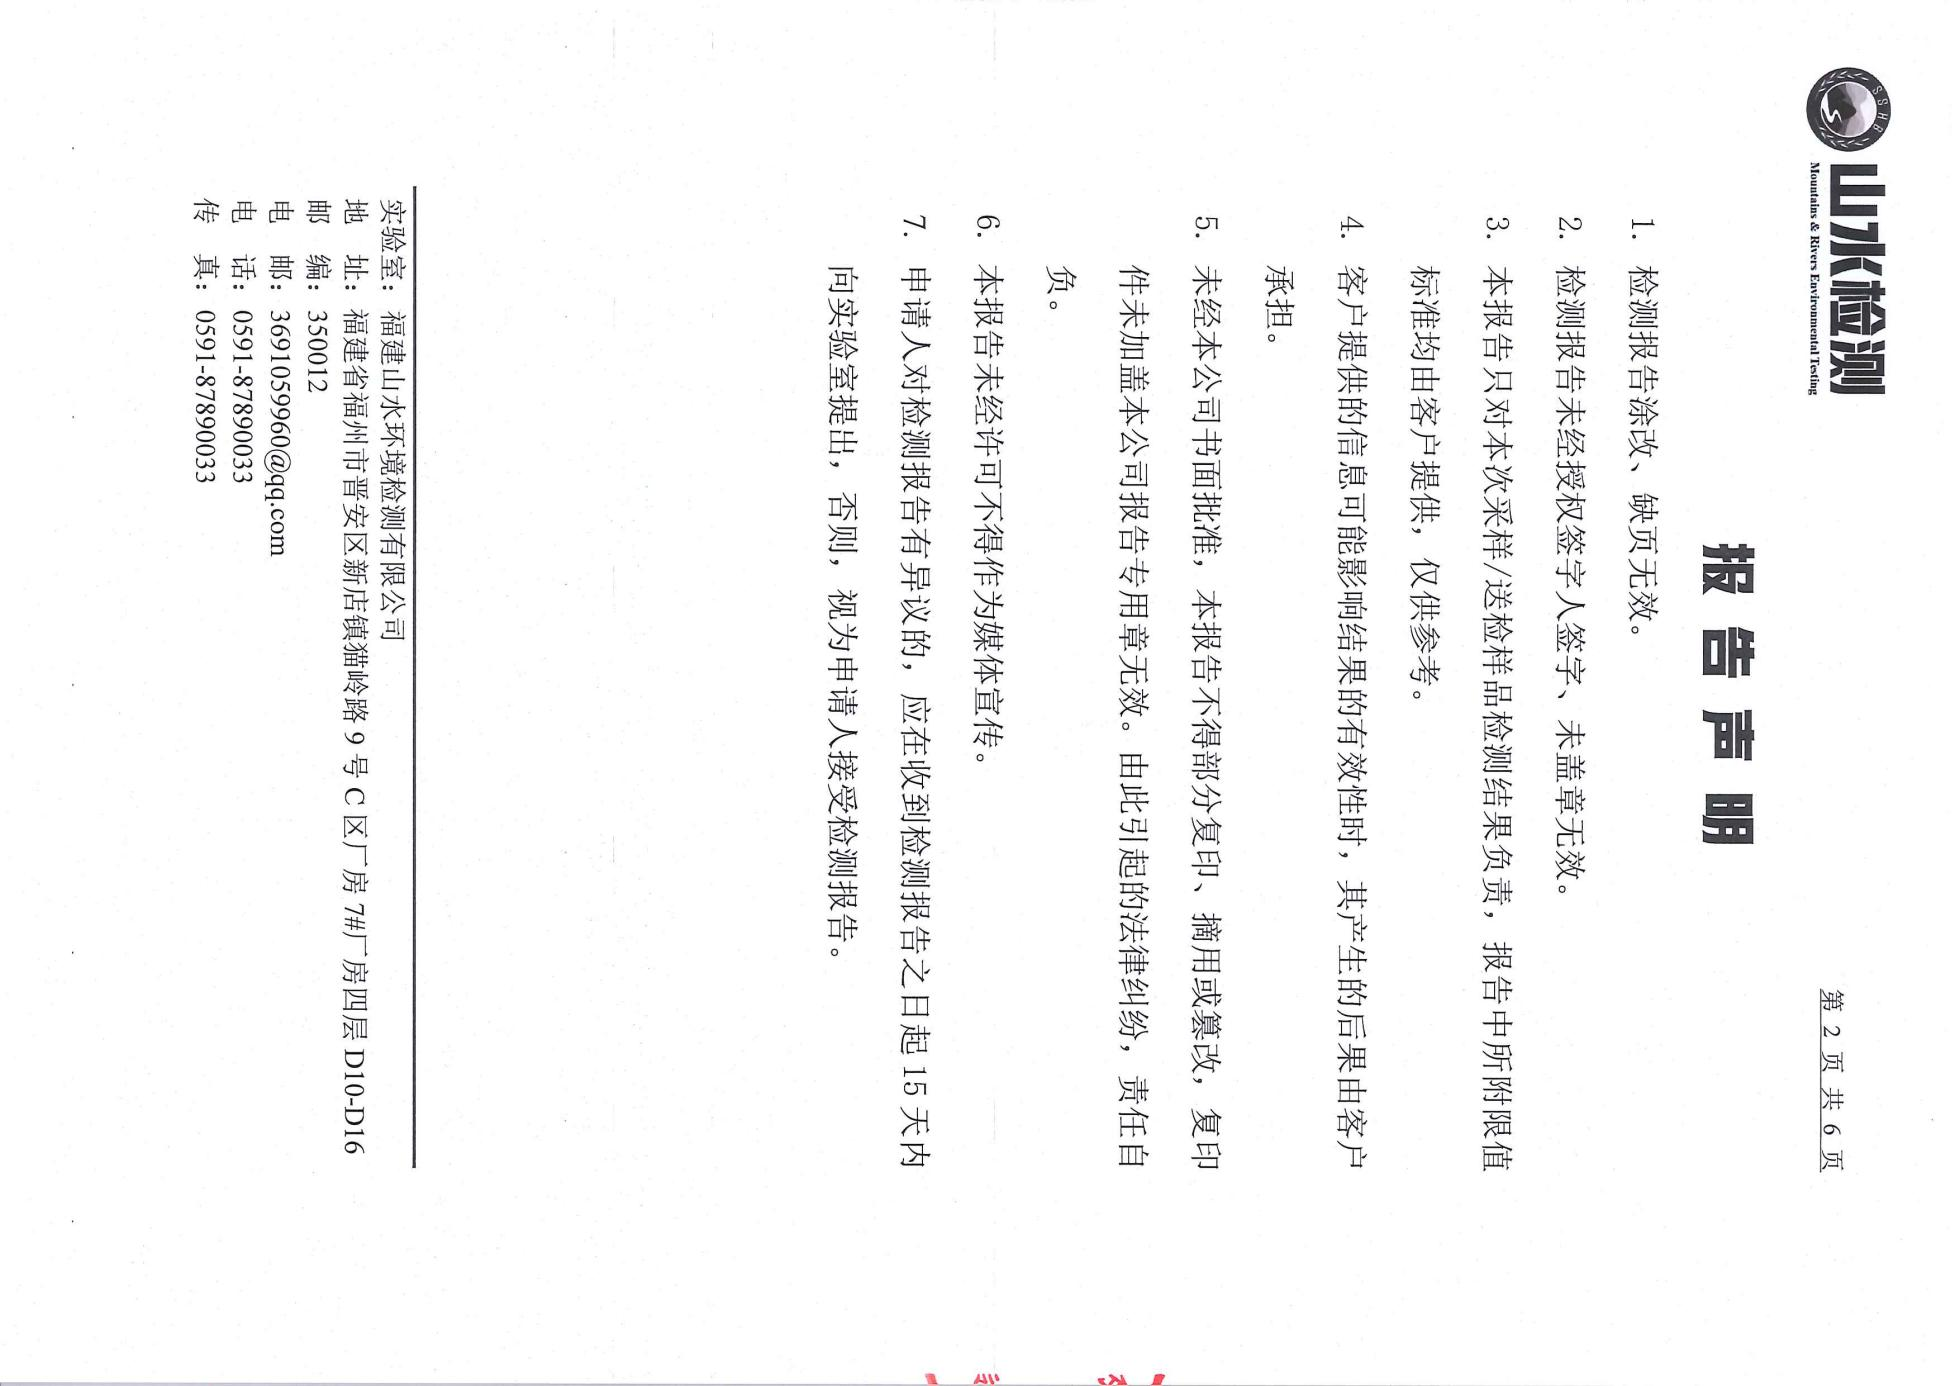 SSHB
山水检测
Mountains & Rivers Environmental Testing
第 2 页 共 6 页
报 告 声 明
1. 检测报告涂改、缺页无效。
2. 检测报告未经授权签字人签字、未盖章无效。
3. 本报告只对本次采样/送检样品检测结果负责，报告中所附限值
标准均由客户提供，仅供参考。
4. 客户提供的信息可能影响结果的有效性时，其产生的后果由客户
承担。
5. 未经本公司书面批准，本报告不得部分复印、摘用或篡改，复印
件未加盖本公司报告专用章无效。由此引起的法律纠纷，责任自
负。
6. 本报告未经许可不得作为媒体宣传。
7. 申请人对检测报告有异议的，应在收到检测报告之日起 15 天内
向实验室提出，否则，视为申请人接受检测报告。
实验室：福建山水环境检测有限公司
地 址：福建省福州市晋安区新店镇猫岭路 9 号 C 区厂房 7#厂房四层 D10-D16
邮 编：350012
电 邮：3691059960@qq.com
电 话：0591-87890033
传 真：0591-87890033